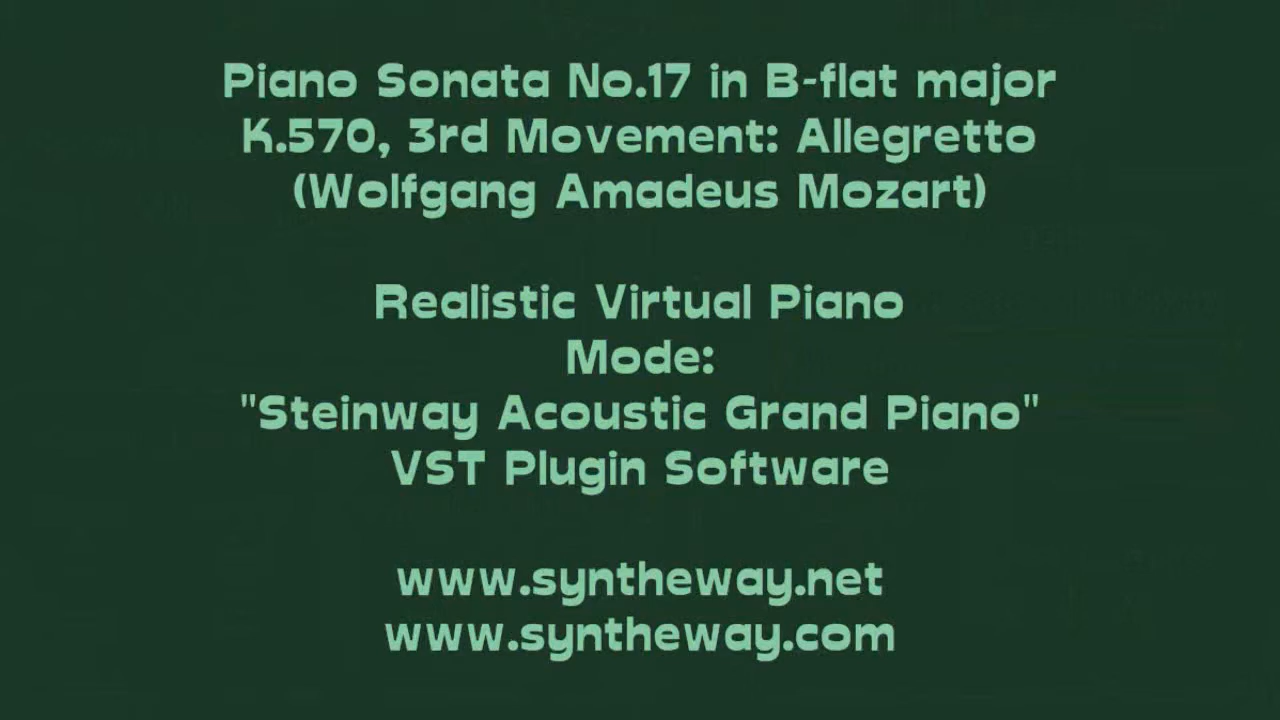 Piano Sonata No.17 in B-flat major
K.570, 3rd Movement: Allegretto
(Wolfgang Amadeus Mozart)
Realistic Virtual Piano
Mode:
"Steinway Acoustic Grand Piano"
VST Plugin Software
www.syntheway.net
www.syntheway.com